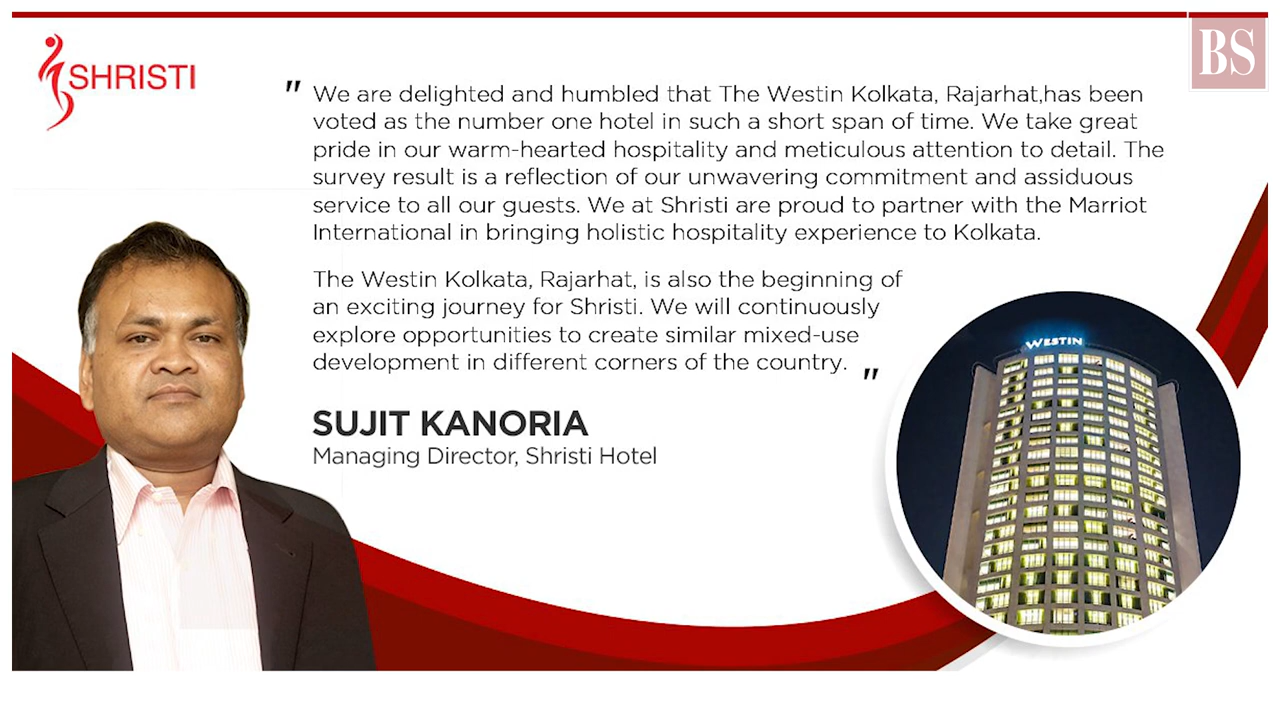 SHRISTI
BS
" We are delighted and humbled that The Westin Kolkata, Rajarhat,has been
voted as the number one hotel in such a short span of time. We take great
pride in our warm-hearted hospitality and meticulous attention to detail. The
survey result is a reflection of our unwavering commitment and assiduous
service to all our guests. We at Shristi are proud to partner with the Marriot
International in bringing holistic hospitality experience to Kolkata.
The Westin Kolkata, Rajarhat, is also the beginning of
an exciting journey for Shristi. We will continuously
explore opportunities to create similar mixed-use
development in different corners of the country. "
WESTIN
SUJIT KANORIA
Managing Director, Shristi Hotel